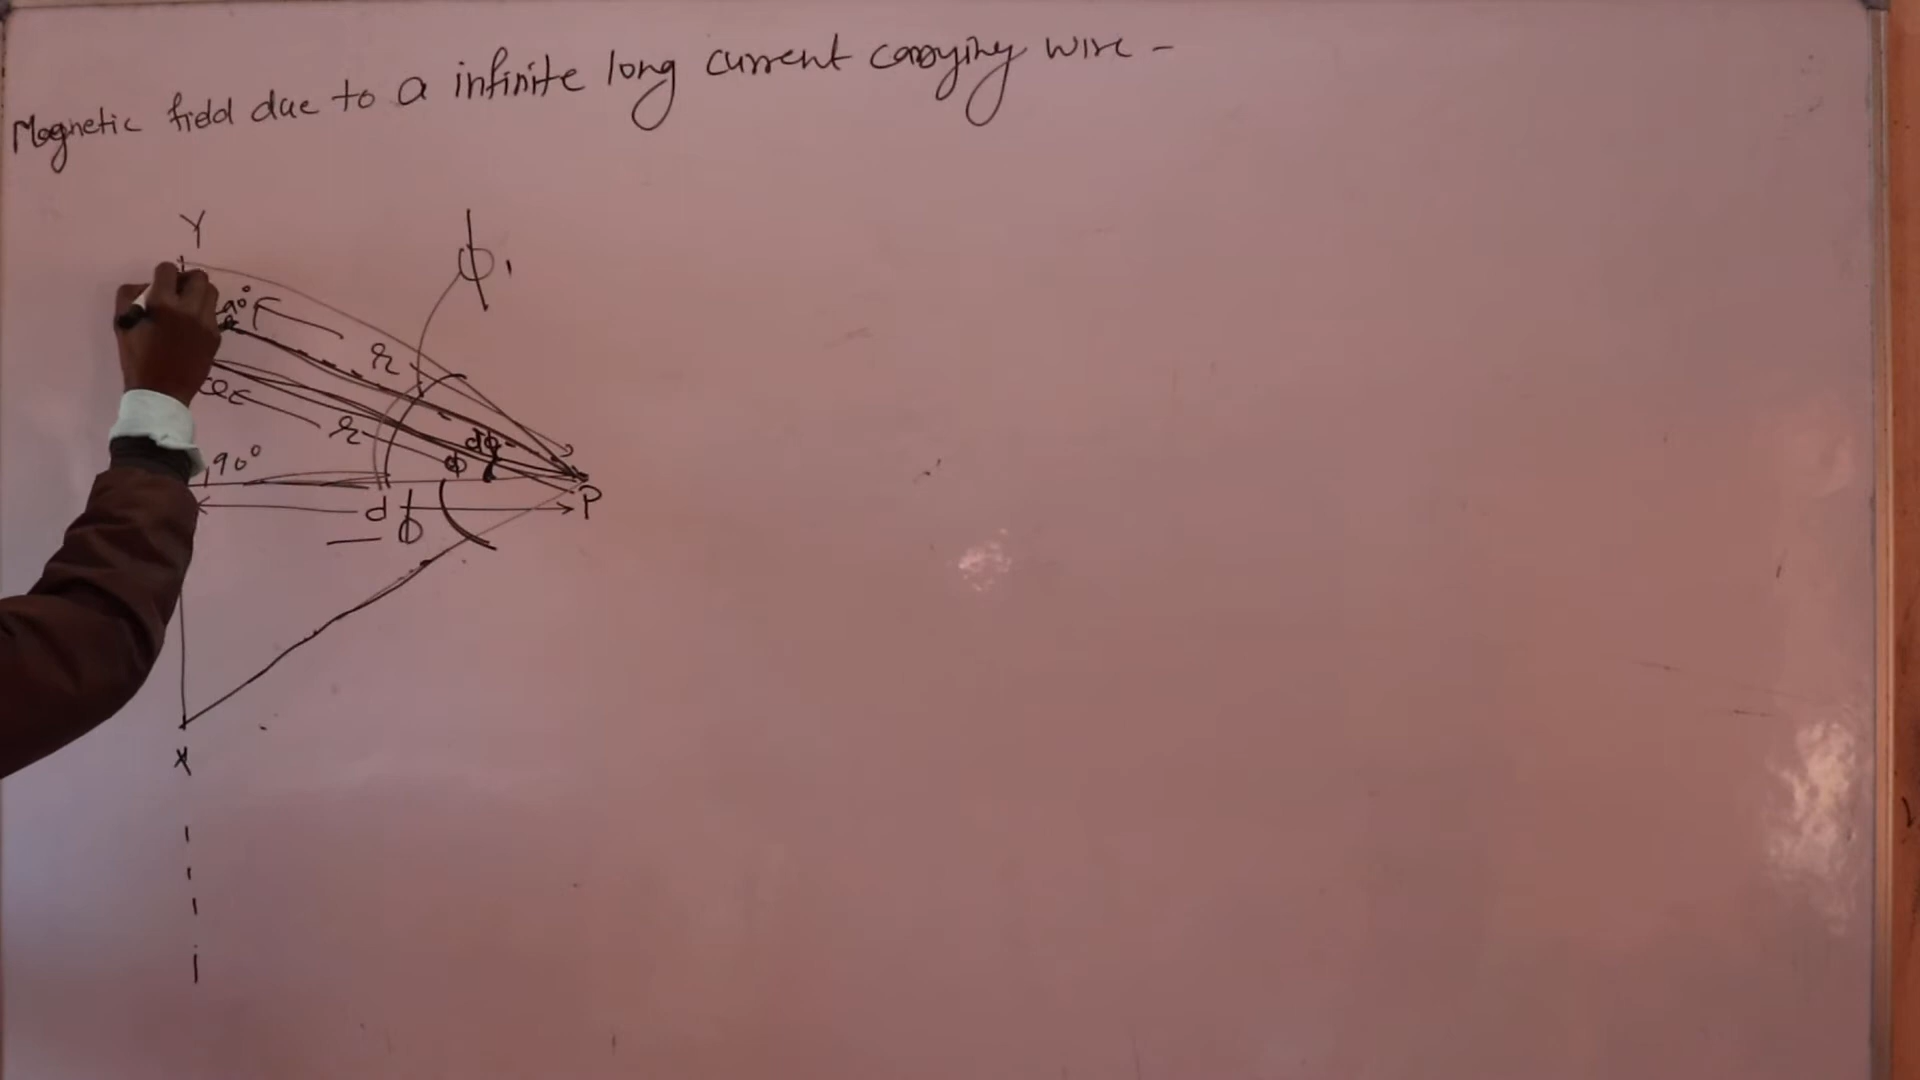 Magnetic field due to a infinite long current carrying wire -
Y
ϕ1
90°
r
r
dϕ
90°
ϕ
d
ϕ
P
X